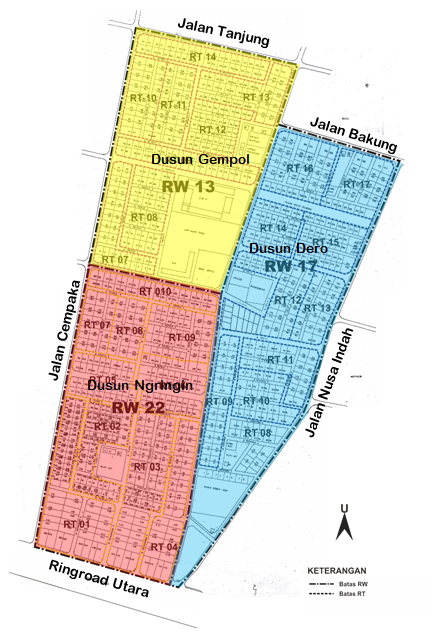 Jalan Tanjung
RT 14
RT 10
RT 11
RT 13
RT 12
Jalan Bakung
Dusun Gempol
RW 13
RT 16
RT 17
RT 08
RT 14
RT 15
Dusun Dero
RW 17
RT 07
RT 010
RT 12
RT 13
Jalan Cempaka
RT 07
RT 08
RT 09
RT 11
Jalan Nusa Indah
Dusun Ngringin
RW 22
RT 09
RT 10
RT 02
RT 08
RT 03
RT 01
RT 04
Ringroad Utara
U
KETERANGAN
Batas RW
Batas RT